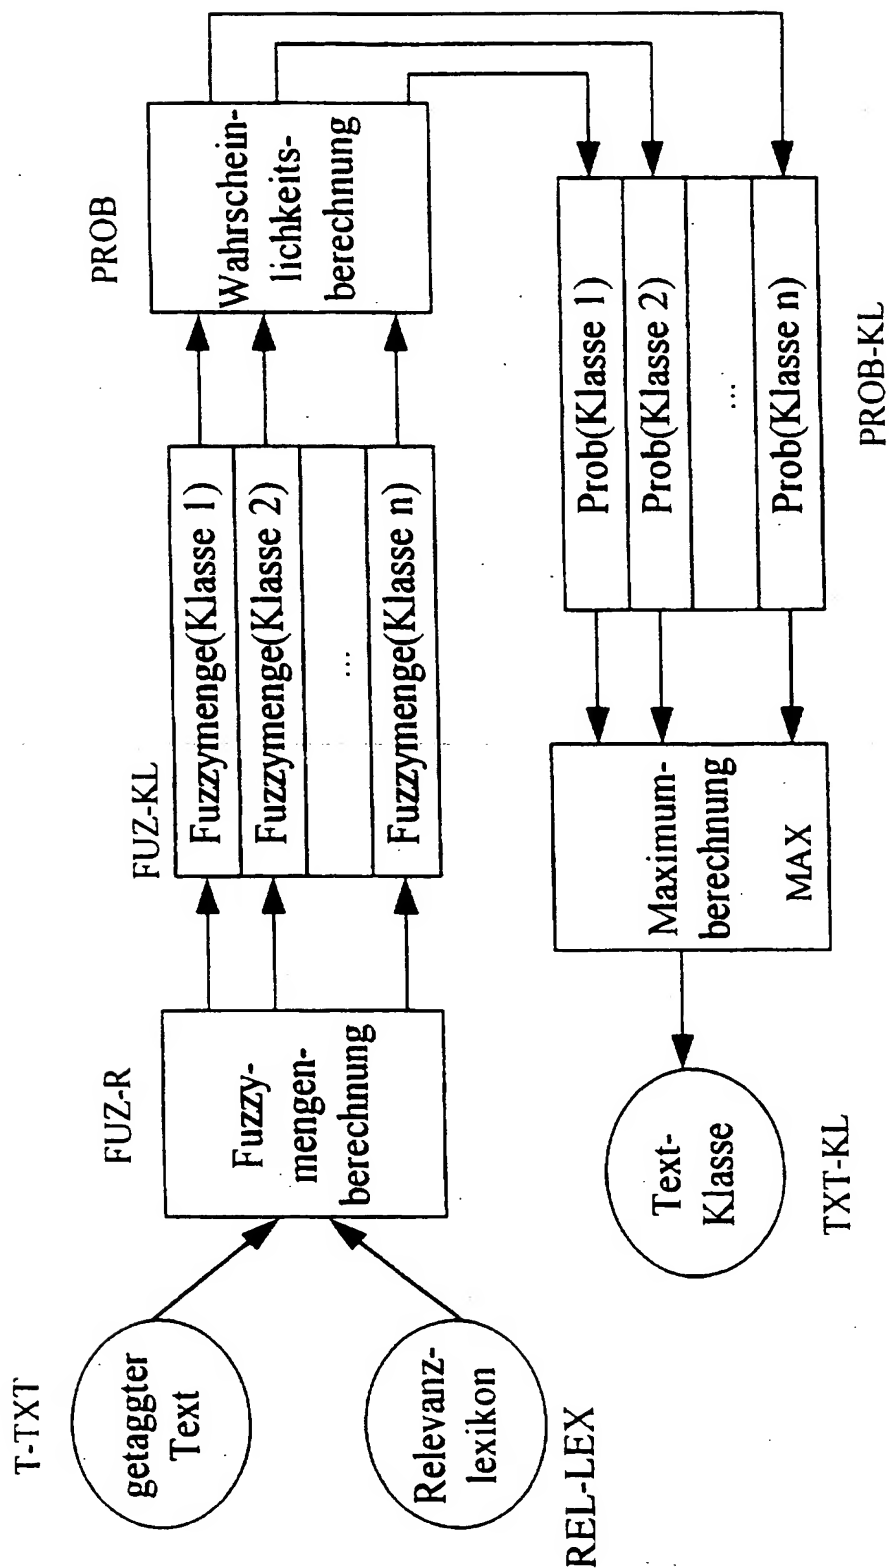 T-TXT
getaggter
Text
Relevanz-
lexikon
REL-LEX
FUZ-R
Fuzzy-
mengen-
berechnung
FUZ-KL
Fuzzymenge(Klasse 1)
Fuzzymenge(Klasse 2)
...
Fuzzymenge(Klasse n)
PROB
Wahrschein-
lichkeits-
berechnung
Prob(Klasse 1)
Prob(Klasse 2)
...
Prob(Klasse n)
PROB-KL
Maximum-
berechnung
MAX
Text-
Klasse
TXT-KL